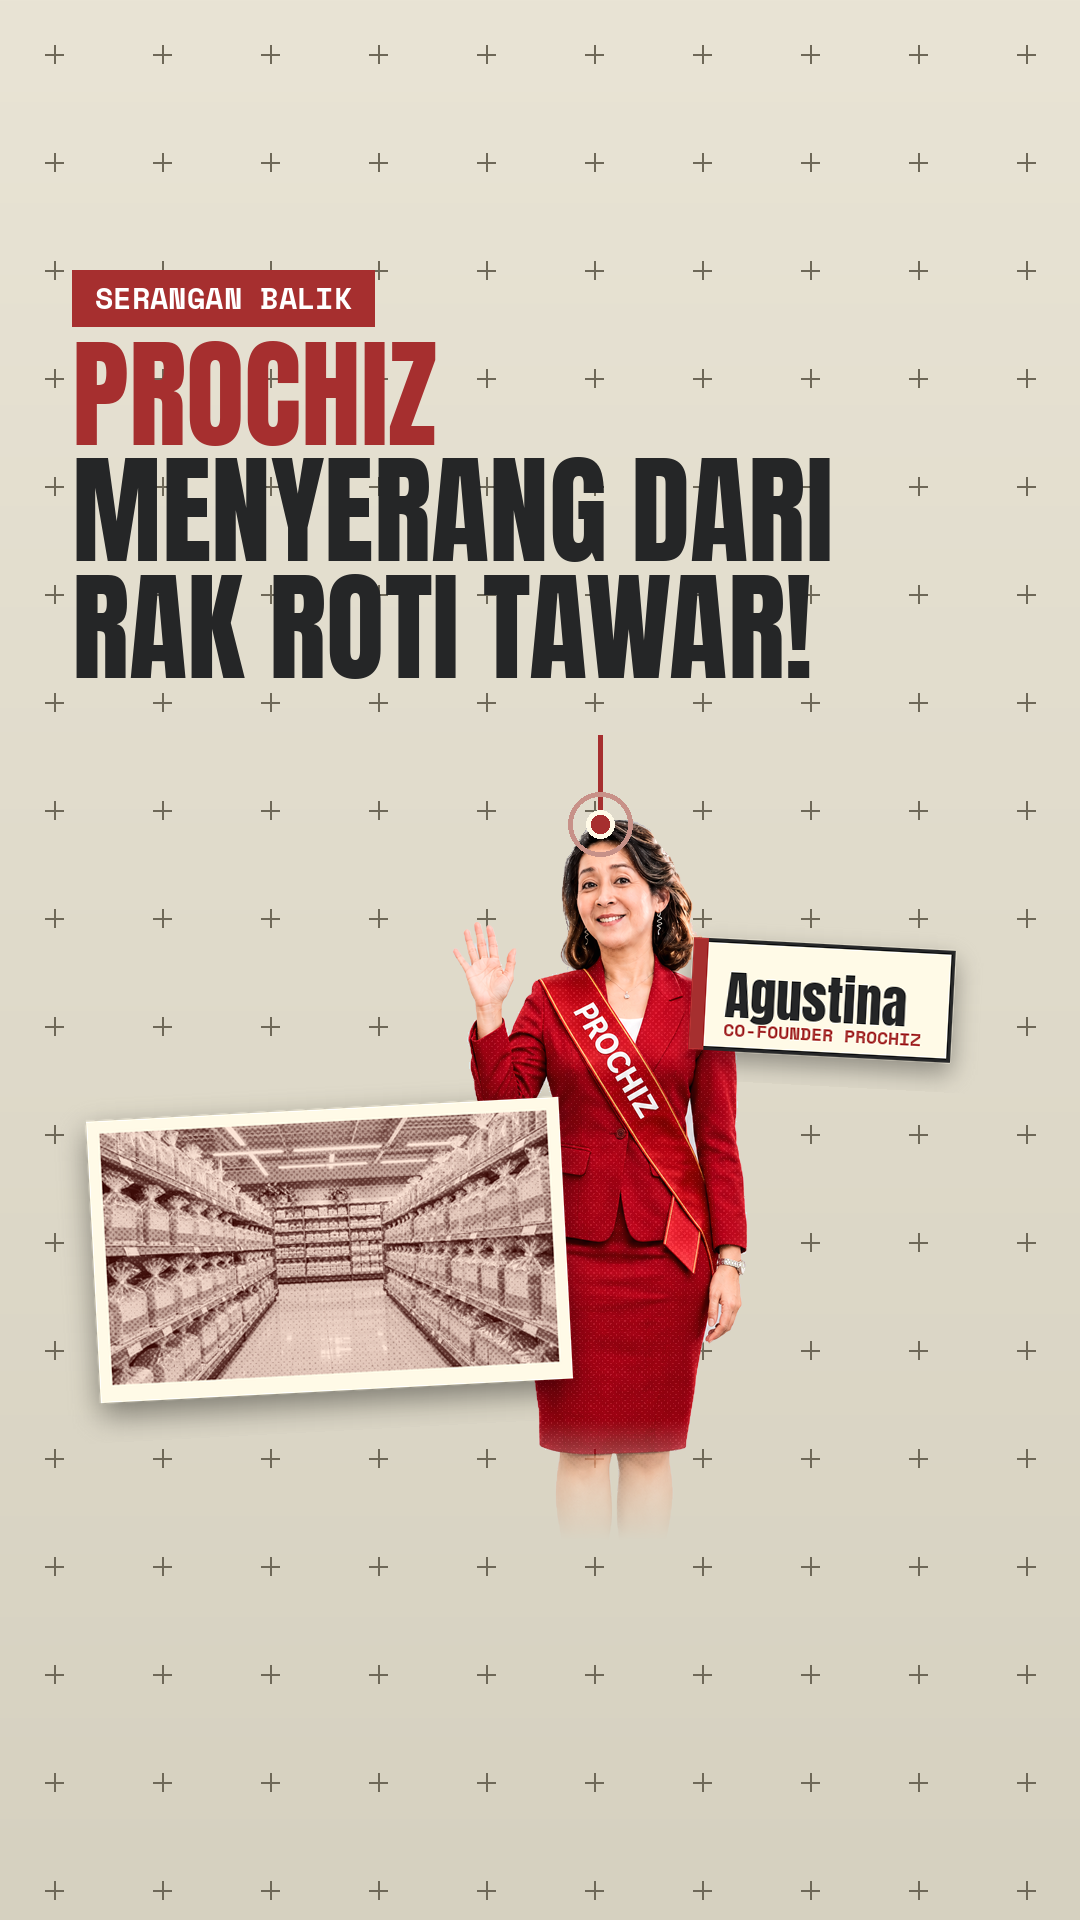 SERANGAN BALIK
PROCHIZ
MENYERANG DARI
RAK ROTI TAWAR!
PROCHIZ
Agustina
CO-FOUNDER PROCHIZ